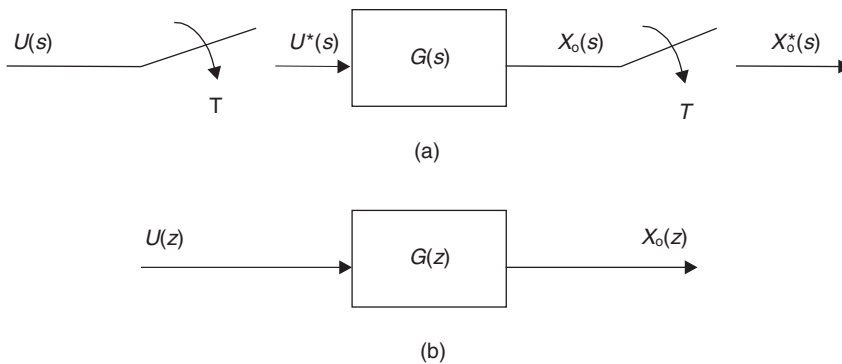 U(s) U*(s) G(s) Xo(s) Xo*(s)
T T
(a)
U(z) G(z) Xo(z)
(b)